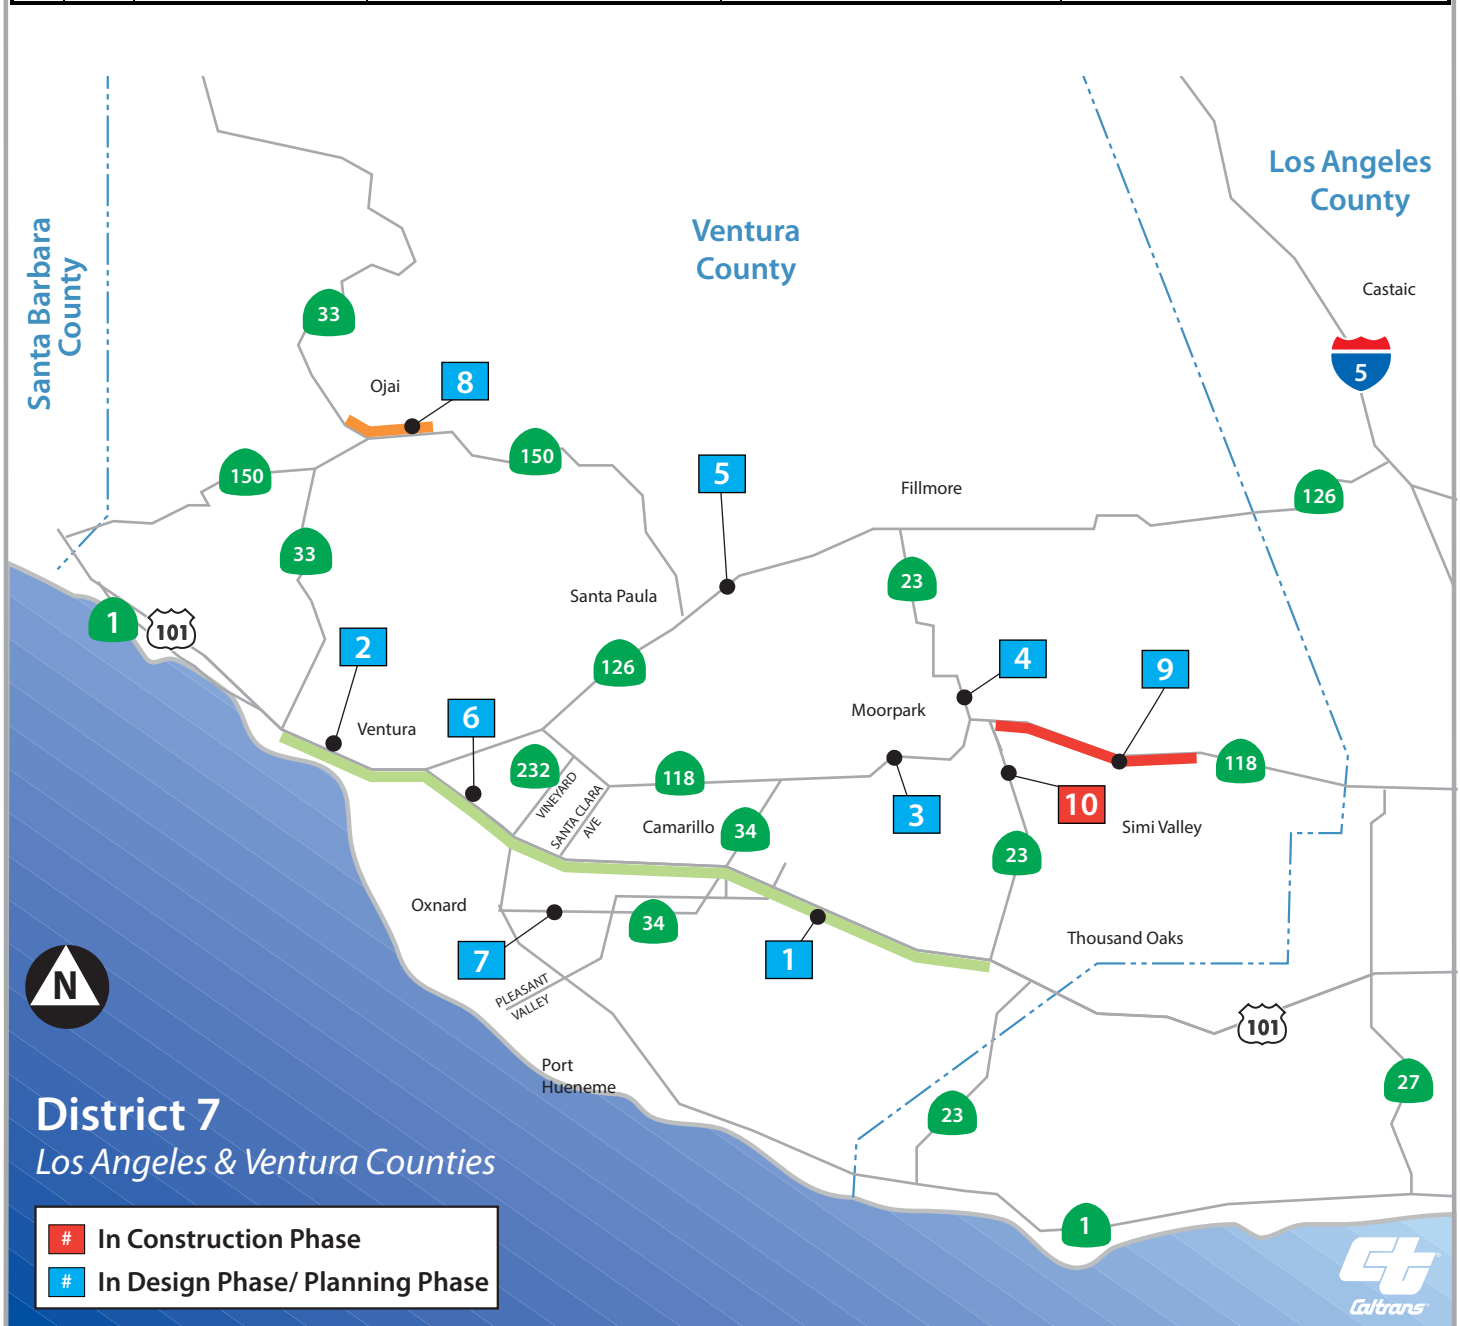 Los Angeles
County
Ventura
County
Santa Barbara
County
Castaic
33
5
Ojai
8
150
150
5
Fillmore
126
33
23
Santa Paula
1
101
2
126
4
9
6
Moorpark
Ventura
232
118
118
VINEYARD
SANTA CLARA
AVE
3
10
Camarillo
34
Simi Valley
23
Oxnard
34
7
1
Thousand Oaks
N
PLEASANT
VALLEY
101
Port
Hueneme
27
23
District 7
Los Angeles & Ventura Counties
1
# In Construction Phase
# In Design Phase/ Planning Phase
ct
Caltrans